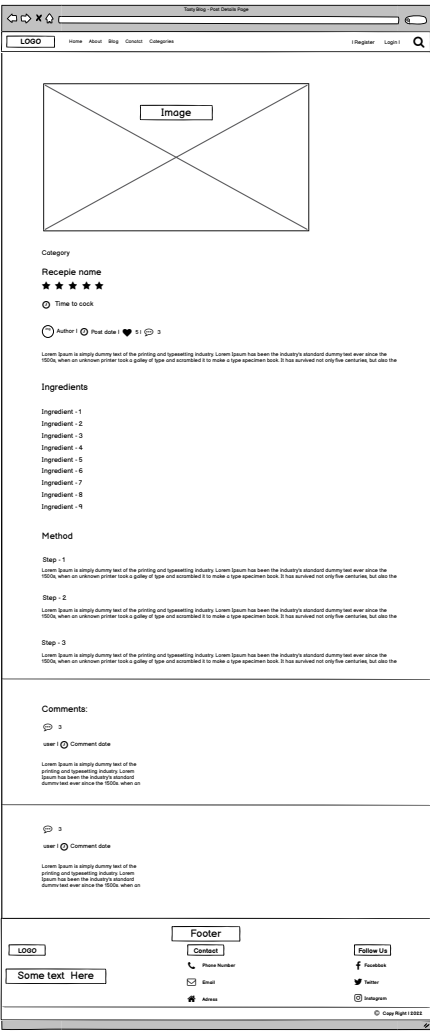 Tasty Blog - Post Details Page
LOGO Home About Blog Conatct Categories I Register Login I
Image
Category
Recepie name
Time to cock
Author I Post date I 5 I 3
Lorem Ipsum is simply dummy text of the printing and typesetting industry. Lorem Ipsum has been the industry's standard dummy text ever since the
1500s, when an unknown printer took a galley of type and scrambled it to make a type specimen book. It has survived not only five centuries, but also the
Ingredients
Ingredient - 1
Ingredient - 2
Ingredient - 3
Ingredient - 4
Ingredient - 5
Ingredient - 6
Ingredient - 7
Ingredient - 8
Ingredient - 9
Method
Step - 1
Lorem Ipsum is simply dummy text of the printing and typesetting industry. Lorem Ipsum has been the industry's standard dummy text ever since the
1500s, when an unknown printer took a galley of type and scrambled it to make a type specimen book. It has survived not only five centuries, but also the
Step - 2
Lorem Ipsum is simply dummy text of the printing and typesetting industry. Lorem Ipsum has been the industry's standard dummy text ever since the
1500s, when an unknown printer took a galley of type and scrambled it to make a type specimen book. It has survived not only five centuries, but also the
Step - 3
Lorem Ipsum is simply dummy text of the printing and typesetting industry. Lorem Ipsum has been the industry's standard dummy text ever since the
1500s, when an unknown printer took a galley of type and scrambled it to make a type specimen book. It has survived not only five centuries, but also the
Comments:
3
user I Comment date
Lorem Ipsum is simply dummy text of the
printing and typesetting industry. Lorem
Ipsum has been the industry's standard
dummy text ever since the 1500s, when an
3
user I Comment date
Lorem Ipsum is simply dummy text of the
printing and typesetting industry. Lorem
Ipsum has been the industry's standard
dummy text ever since the 1500s, when an
Footer
LOGO Contact Follow Us
Phone Number Facebbok
Some text Here
Email Twitter
Adress Instagram
© Copy Right I 2022